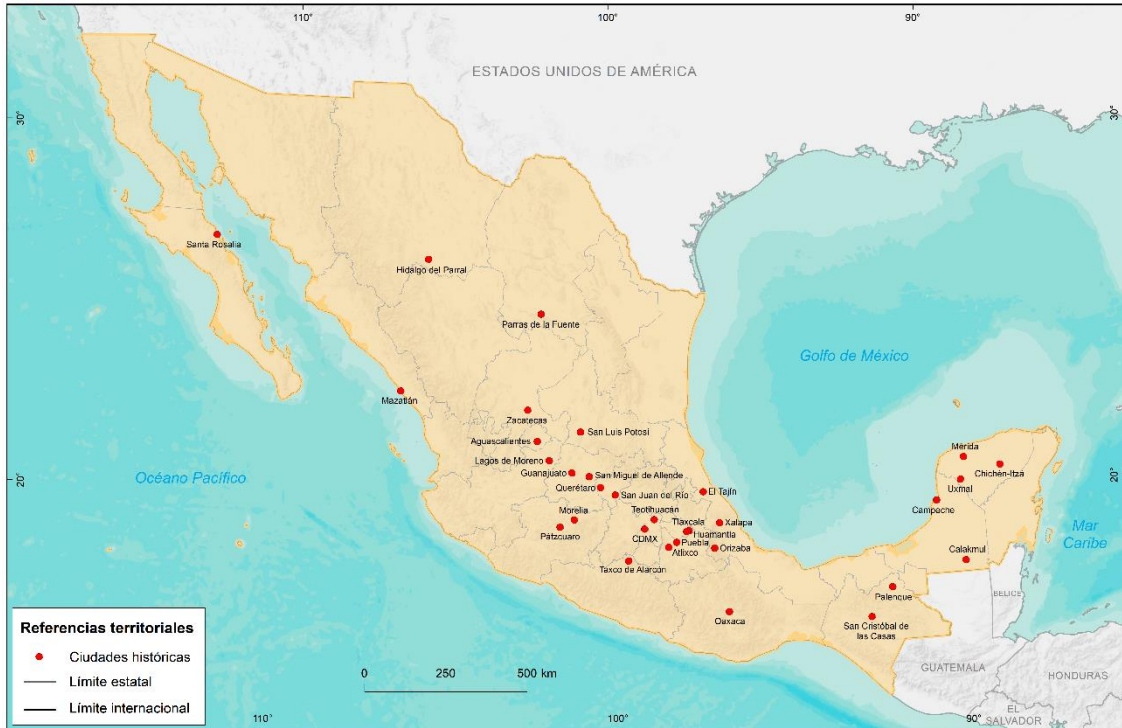 110°
100°
90°
ESTADOS UNIDOS DE AMÉRICA
30°
30°
Santa Rosalía
Hidalgo del Parral
Parras de la Fuente
Golfo de México
Mazatlán
Zacatecas
San Luis Potosí
Aguascalientes
Lagos de Moreno
Guanajuato
San Miguel de Allende
Querétaro
San Juan del Río
El Tajín
Mérida
Chichén-Itzá
Uxmal
Campeche
20°
20°
Océano Pacífico
Morelia
Pátzcuaro
Teotihuacán
CDMX
Tlaxcala
Huamantla
Xalapa
Puebla
Atlixco
Orizaba
Taxco de Alarcón
Mar
Caribe
Calakmul
Palenque
BELICE
Oaxaca
San Cristóbal de
las Casas
GUATEMALA
HONDURAS
EL
SALVADOR
Referencias territoriales
Ciudades históricas
Límite estatal
Límite internacional
0 250 500 km
110°
100°
90°